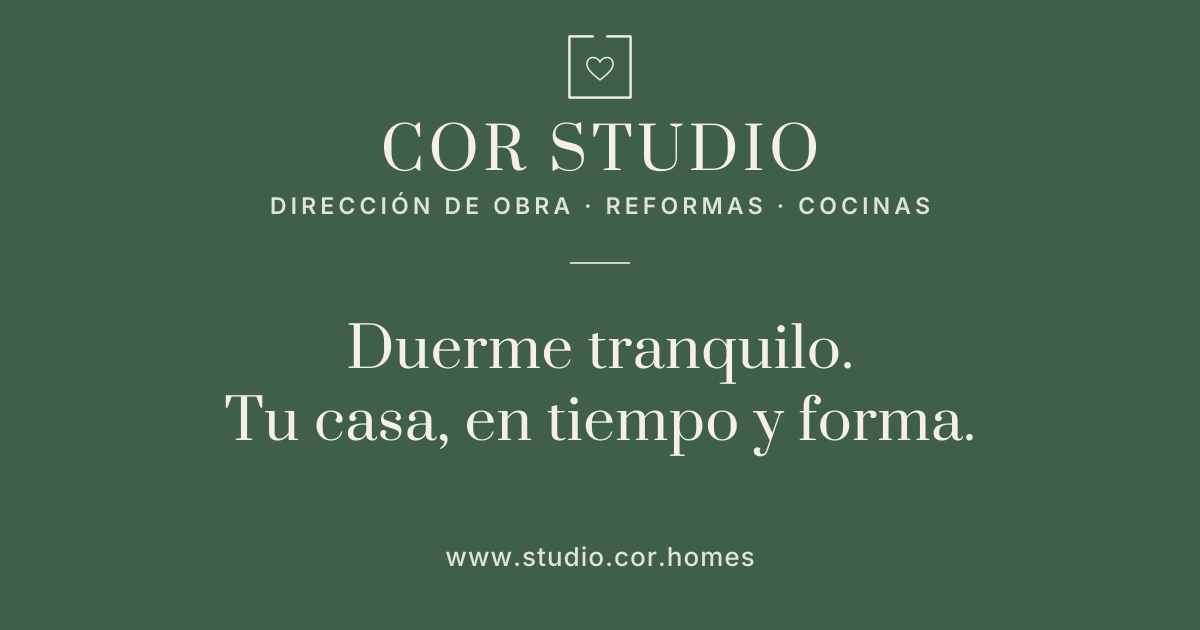 COR STUDIO
DIRECCIÓN DE OBRA · REFORMAS · COCINAS
Duerme tranquilo.
Tu casa, en tiempo y forma.
www.studio.cor.homes